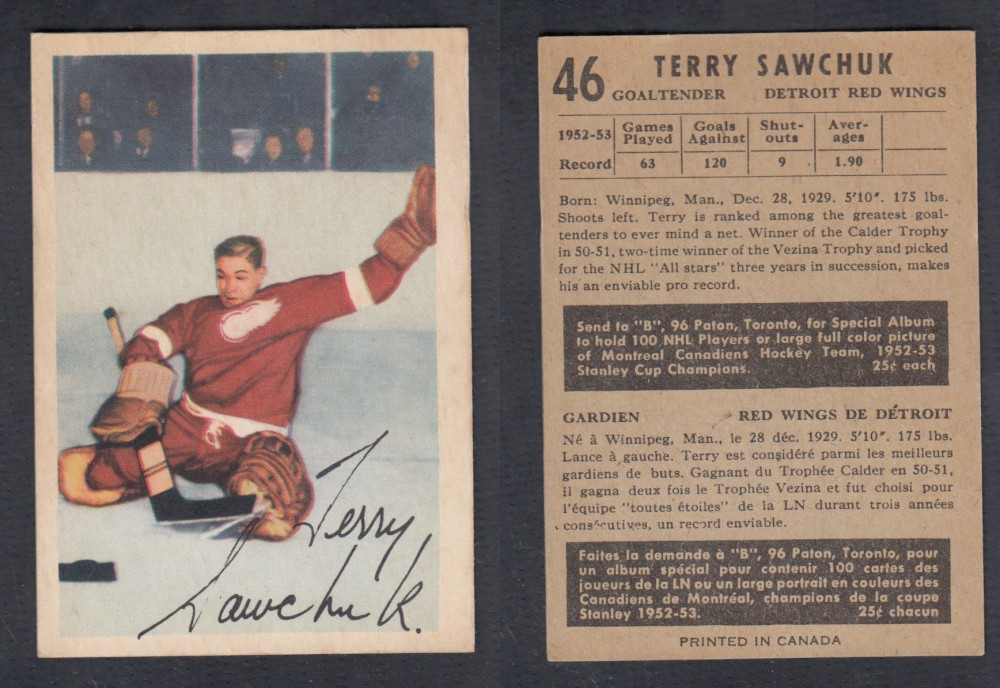 Terry
Sawchuk.
46 TERRY SAWCHUK
GOALTENDER DETROIT RED WINGS
1952-53 Games Played Goals Against Shut-outs Aver-ages
Record 63 120 9 1.90
Born: Winnipeg, Man., Dec. 28, 1929. 5'10". 175 lbs.
Shoots left. Terry is ranked among the greatest goal-
tenders to ever mind a net. Winner of the Calder Trophy
in 50-51, two-time winner of the Vezina Trophy and picked
for the NHL "All stars" three years in succession, makes
his an enviable pro record.
Send to "B", 96 Paton, Toronto, for Special Album
to hold 100 NHL Players or large full color picture
of Montreal Canadiens Hockey Team, 1952-53
Stanley Cup Champions. 25¢ each
GARDIEN RED WINGS DE DÉTROIT
Né à Winnipeg, Man., le 28 déc. 1929. 5'10". 175 lbs.
Lance à gauche. Terry est considéré parmi les meilleurs
gardiens de buts. Gagnant du Trophée Calder en 50-51,
il gagna deux fois le Trophée Vezina et fut choisi pour
l'équipe "toutes étoiles" de la LN durant trois années
consécutives, un record enviable.
Faites la demande à "B", 96 Paton, Toronto, pour
un album spécial pour contenir 100 cartes des
joueurs de la LN ou un large portrait en couleurs des
Canadiens de Montréal, champions de la coupe
Stanley 1952-53. 25¢ chacun
PRINTED IN CANADA